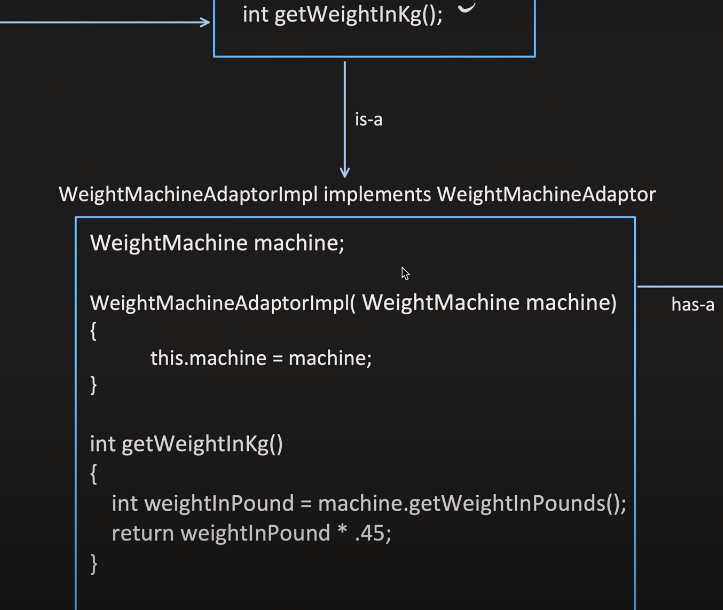 int getWeightInKg();
is-a
WeightMachineAdaptorImpl implements WeightMachineAdaptor
WeightMachine machine;
WeightMachineAdaptorImpl( WeightMachine machine)
{
this.machine = machine;
}
has-a
int getWeightInKg()
{
int weightInPound = machine.getWeightInPounds();
return weightInPound * .45;
}